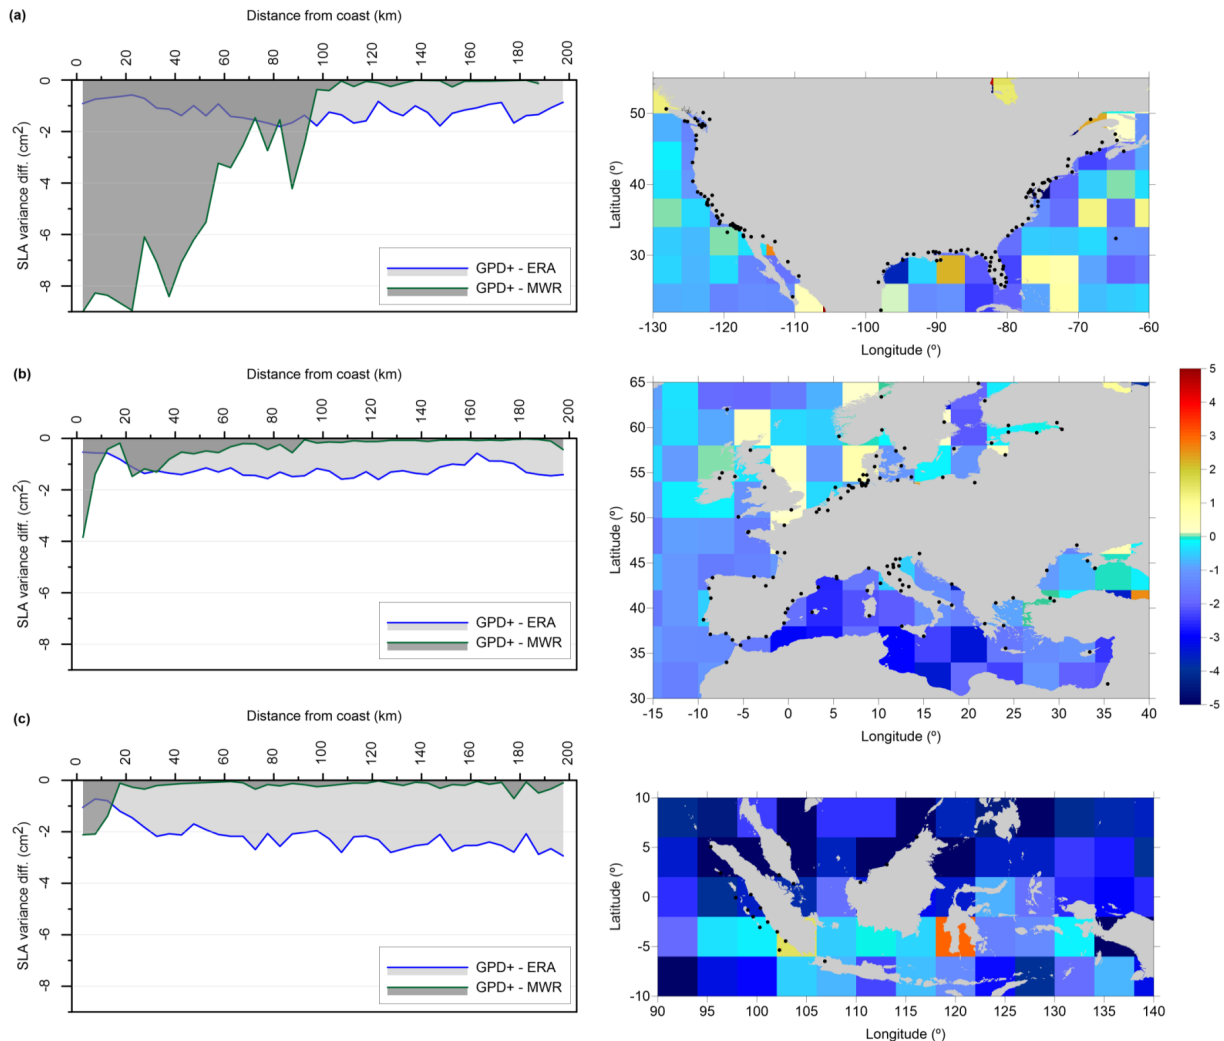 (a)
Distance from coast (km)
0 20 40 60 80 100 120 140 160 180 200
0
-2
-4
-6
-8
SLA variance diff. (cm2)
GPD+ - ERA
GPD+ - MWR
50
40
30
Latitude (º)
-130 -120 -110 -100 -90 -80 -70 -60
Longitude (º)
(b)
Distance from coast (km)
0 20 40 60 80 100 120 140 160 180 200
0
-2
-4
-6
-8
SLA variance diff. (cm2)
GPD+ - ERA
GPD+ - MWR
65
60
55
50
45
40
35
30
Latitude (º)
-15 -10 -5 0 5 10 15 20 25 30 35 40
Longitude (º)
5
4
3
2
1
0
-1
-2
-3
-4
-5
(c)
Distance from coast (km)
0 20 40 60 80 100 120 140 160 180 200
0
-2
-4
-6
-8
SLA variance diff. (cm2)
GPD+ - ERA
GPD+ - MWR
10
5
0
-5
-10
Latitude (º)
90 95 100 105 110 115 120 125 130 135 140
Longitude (º)